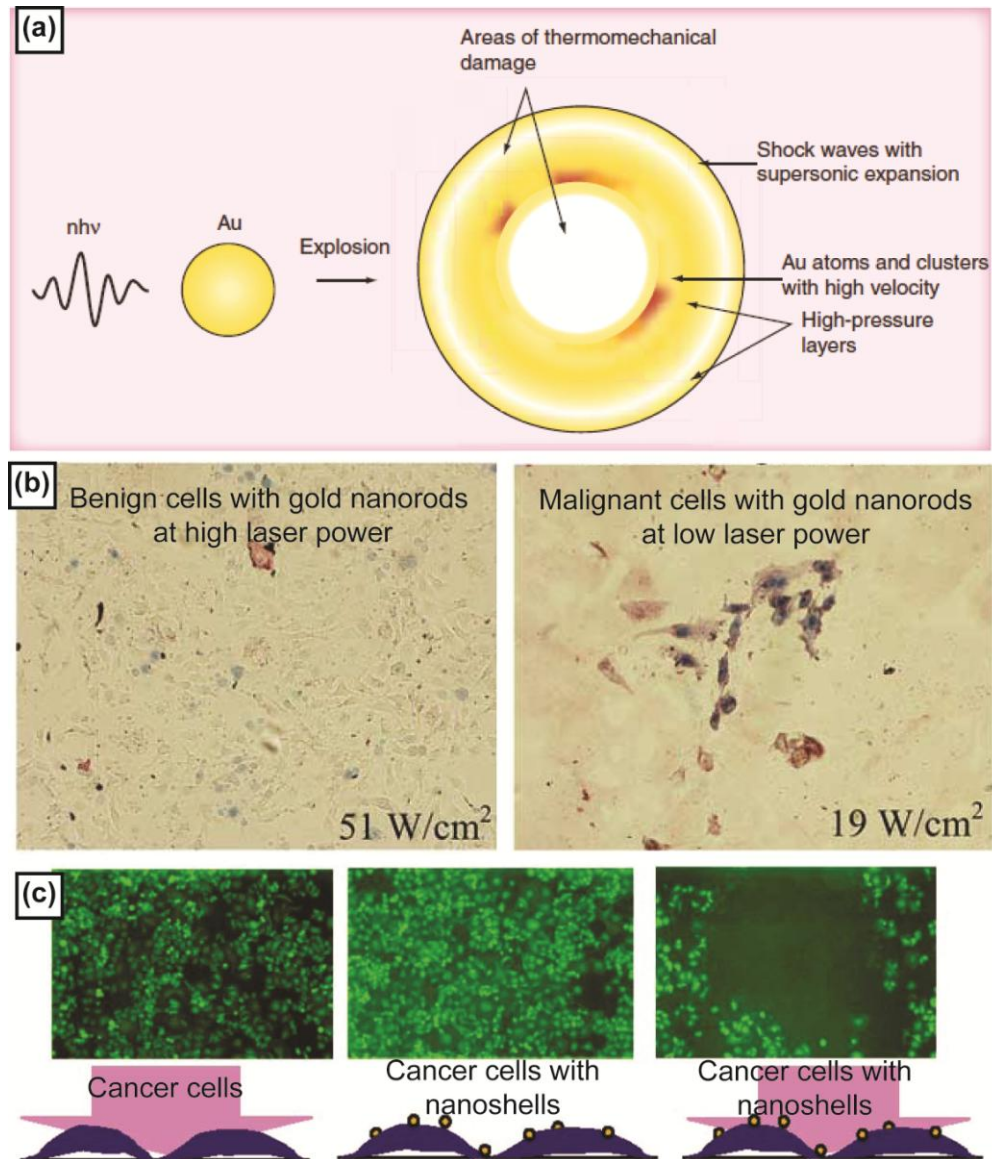 (a)
Areas of thermomechanical
damage
Shock waves with
supersonic expansion
nhν
Au
Explosion
Au atoms and clusters
with high velocity
High-pressure
layers
(b)
Benign cells with gold nanorods
at high laser power
51 W/cm²
Malignant cells with gold nanorods
at low laser power
19 W/cm²
(c)
Cancer cells
Cancer cells with
nanoshells
Cancer cells with
nanoshells